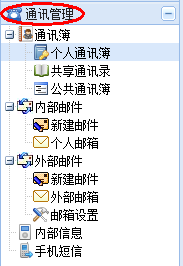 通讯管理
通讯簿
个人通讯簿
共享通讯录
公共通讯簿
内部邮件
新建邮件
个人邮箱
外部邮件
新建邮件
外部邮箱
邮箱设置
内部信息
手机短信